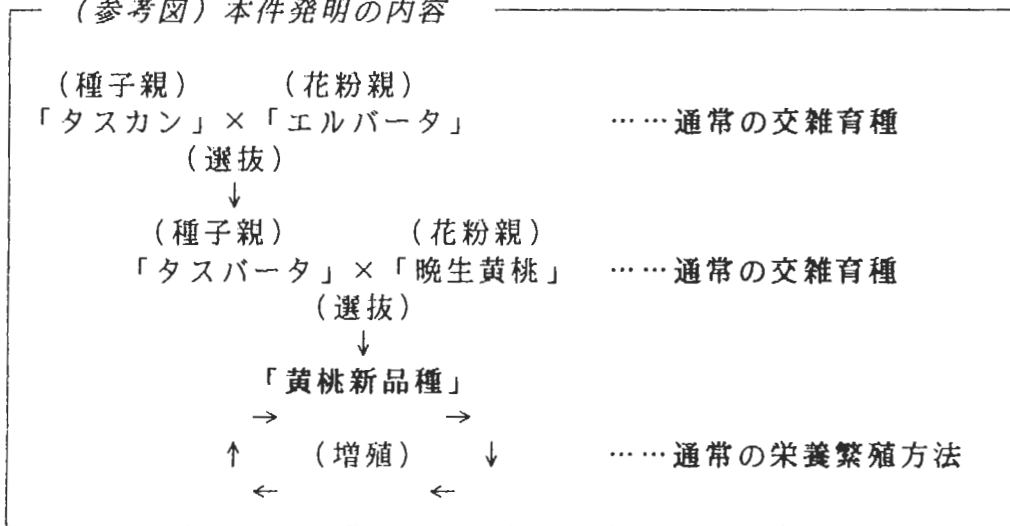 (参考図)本件発明の内容
(種子親) (花粉親)
「タスカン」×「エルバータ」 ……通常の交雑育種
(選抜)
↓
(種子親) (花粉親)
「タスバータ」×「晩生黄桃」 ……通常の交雑育種
(選抜)
↓
「黄桃新品種」
→ →
↑ (増殖) ↓ ……通常の栄養繁殖方法
← ←